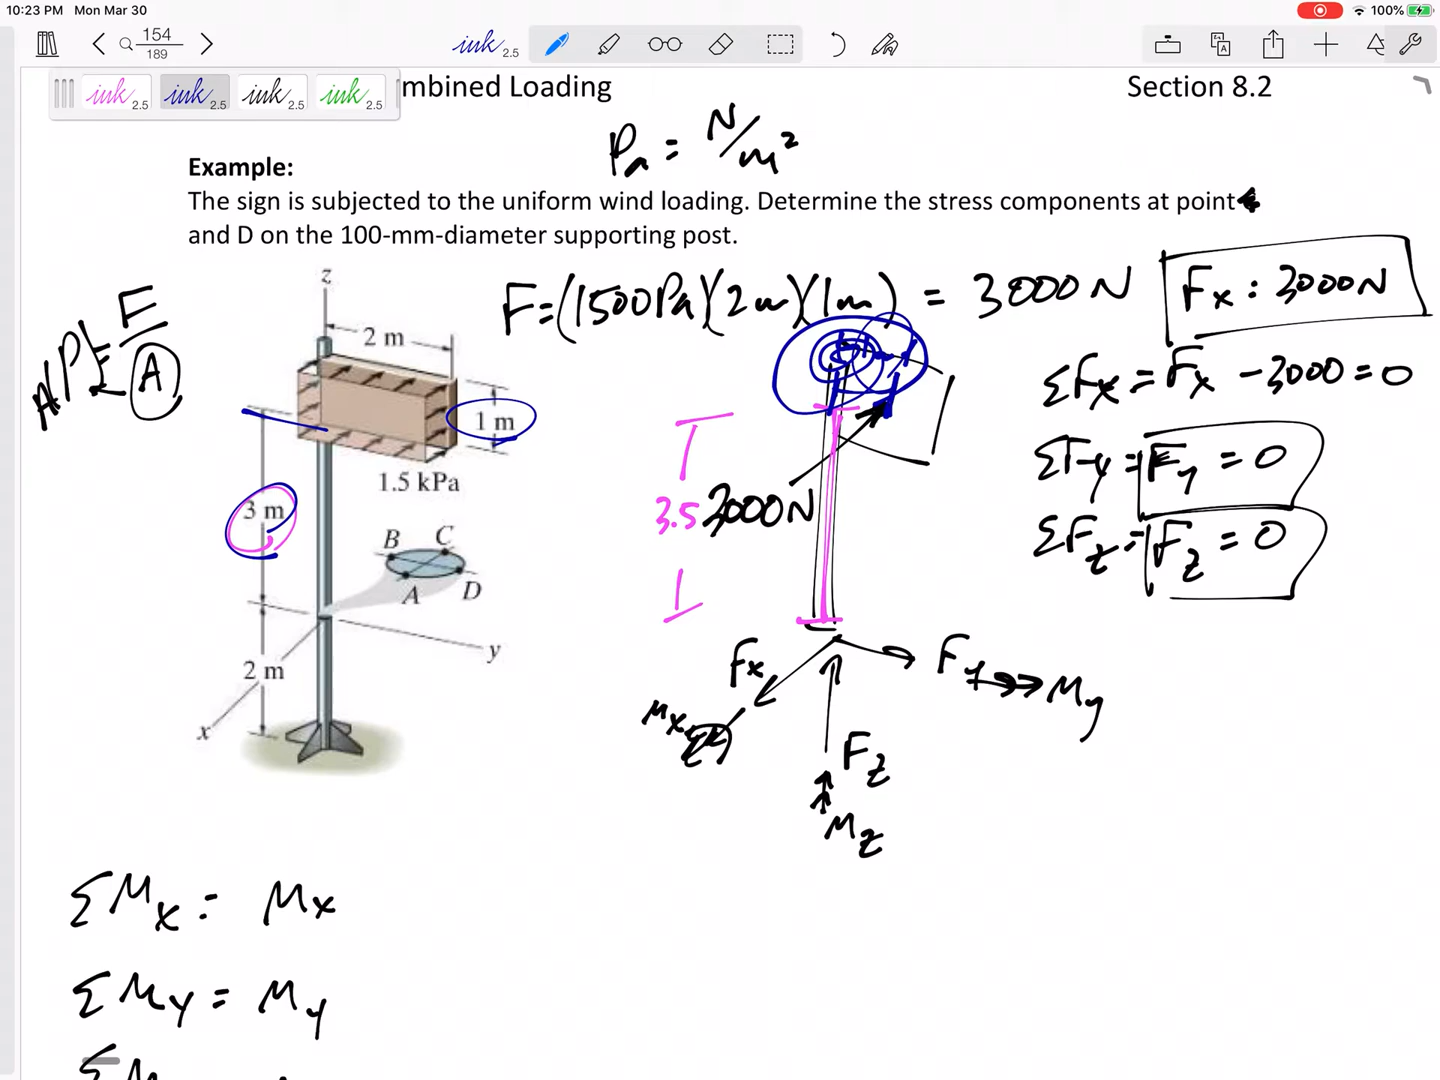 10:23 PM Mon Mar 30
100%
154
189
ink 2.5
ink 2.5
ink 2.5
ink 2.5
ink 2.5
mbined Loading
Section 8.2
Pa = N/m²
Example:
The sign is subjected to the uniform wind loading. Determine the stress components at point
and D on the 100-mm-diameter supporting post.
F=(1500Pa)(2m)(1m) = 3000N
Fx = 3000N
P = F
A
z
2 m
1 m
1.5 kPa
3 m
B C
A D
y
2 m
x
3.5
3000N
Fx
Mx
Fy
My
Fz
Mz
ΣFx = Fx - 3000 = 0
ΣFy = Fy = 0
ΣFz = Fz = 0
ΣMx = Mx
ΣMy = My